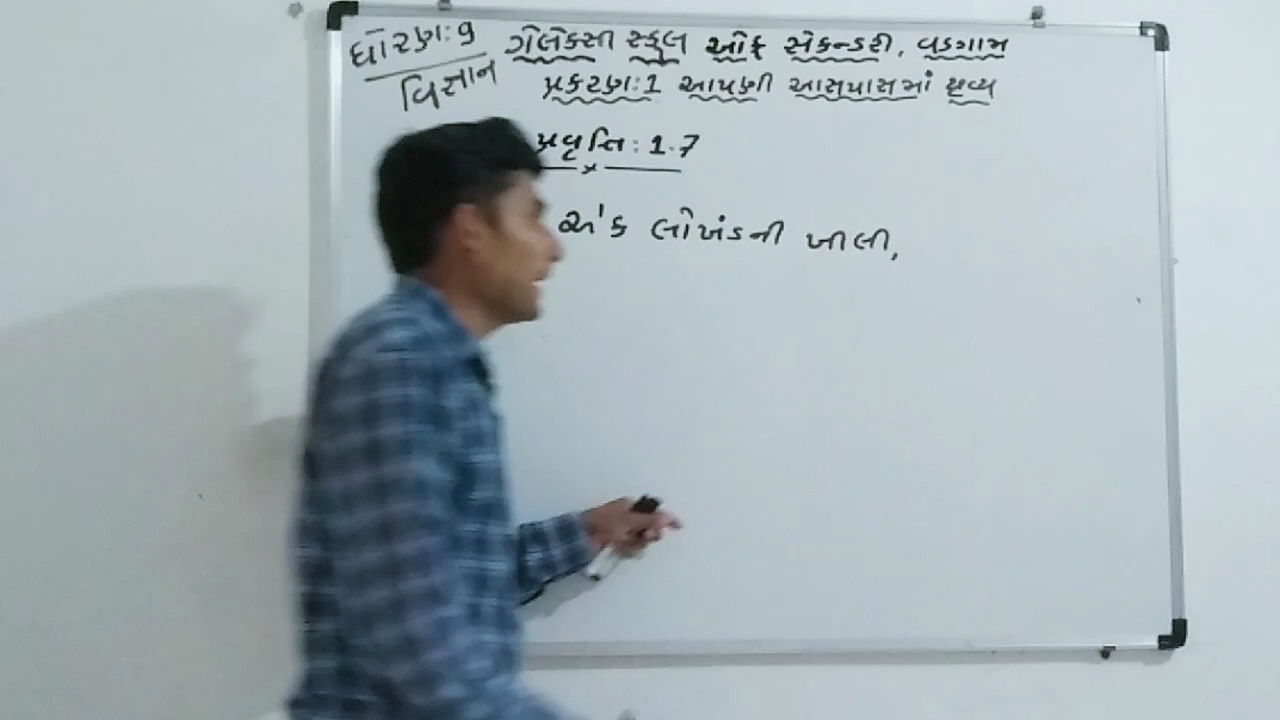 ધોરણ: 9
વિજ્ઞાન
ગેલેક્સી સ્કુલ ઓફ સેકન્ડરી, વડગામ
પ્રકરણ:1 આપણી આસપાસમાં દ્રવ્ય
પ્રવૃત્તિ: 1.7
એક લોખંડની ખીલી,